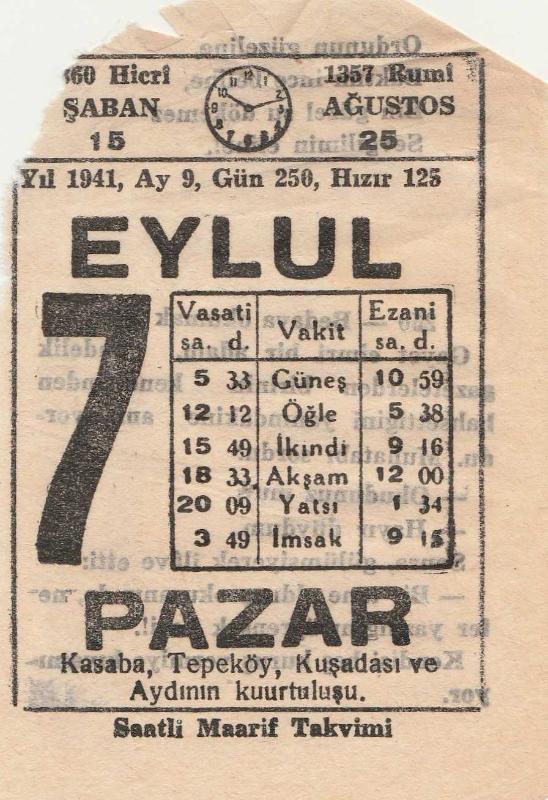 60 Hicrî
1357 Rumî
ŞABAN
AĞUSTOS
15
25
Yıl 1941, Ay 9, Gün 250, Hızır 125
EYLUL
7
Vasati Vakit Ezani
sa. d. sa. d.
5 33 Güneş 10 59
12 12 Öğle 5 38
15 49 İkindi 9 16
18 33 Akşam 12 00
20 09 Yatsı 1 34
3 49 İmsak 9 15
PAZAR
Kasaba, Tepeköy, Kuşadası ve
Aydının kuurtuluşu.
Saatli Maarif Takvimi